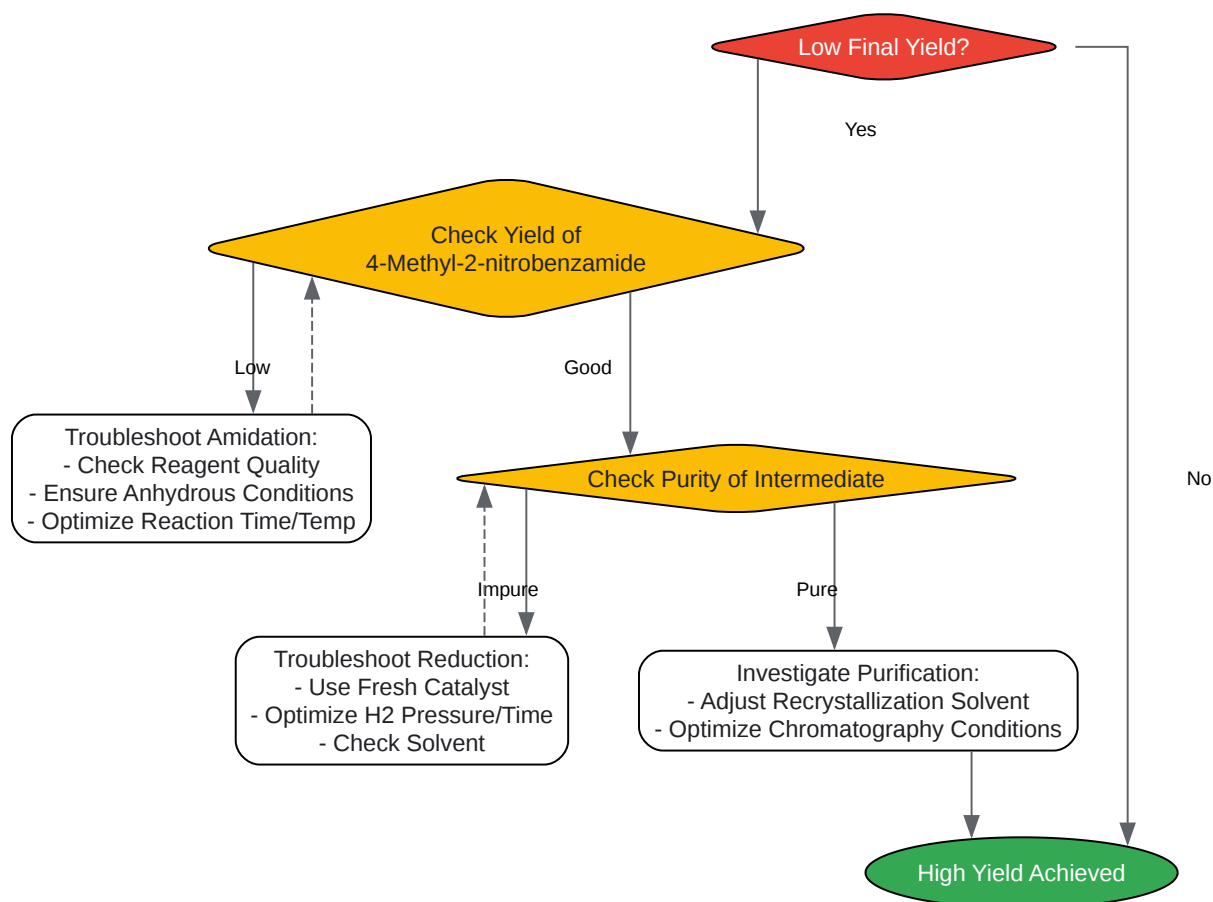 Low Final Yield?
Yes
Check Yield of
4-Methyl-2-nitrobenzamide
Low
Good
No
Troubleshoot Amidation:
- Check Reagent Quality
- Ensure Anhydrous Conditions
- Optimize Reaction Time/Temp
Check Purity of Intermediate
Impure
Pure
Troubleshoot Reduction:
- Use Fresh Catalyst
- Optimize H2 Pressure/Time
- Check Solvent
Investigate Purification:
- Adjust Recrystallization Solvent
- Optimize Chromatography Conditions
High Yield Achieved